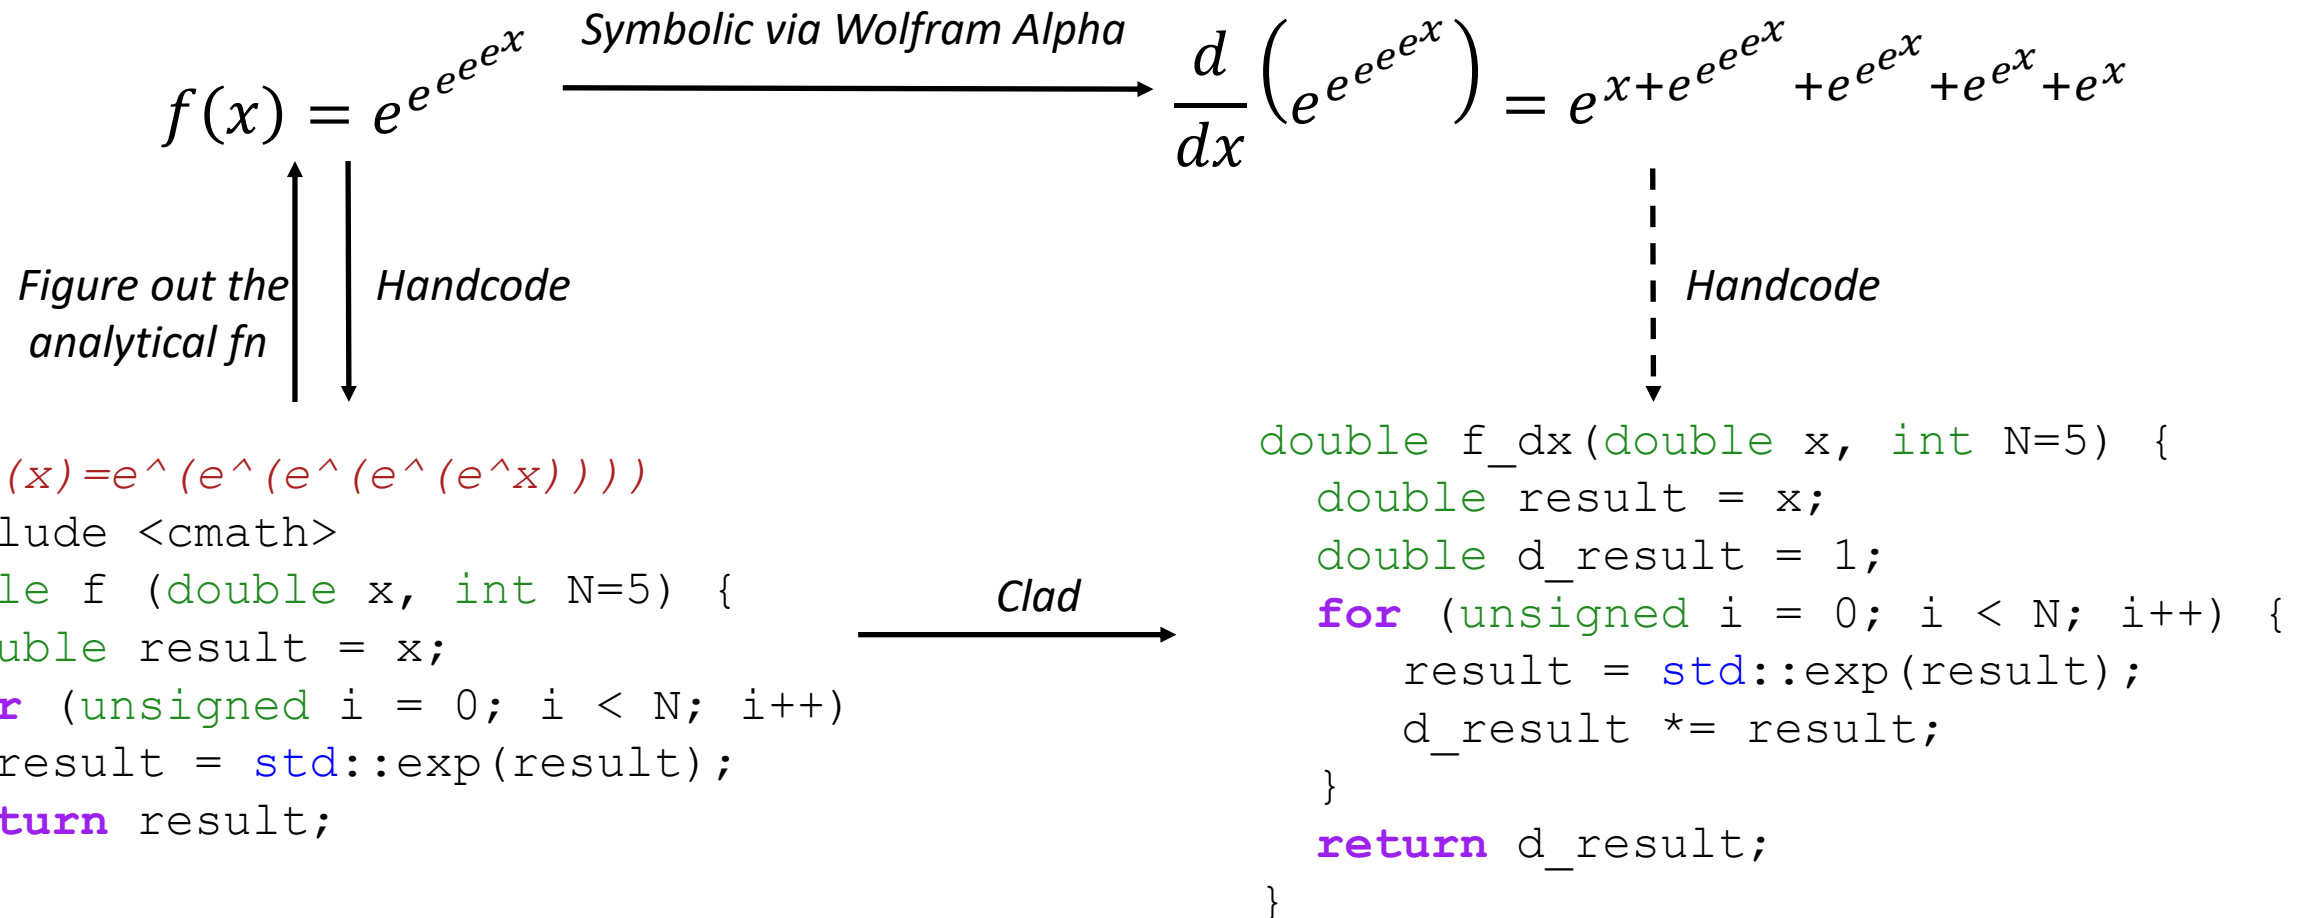 Symbolic via Wolfram Alpha
f(x) = e^{e^{e^{e^{e^x}}}}
\frac{d}{dx}(e^{e^{e^{e^{e^x}}}}) = e^{x+e^{e^{e^{e^x}}}+e^{e^{e^x}}+e^{e^x}+e^x}
Figure out the
analytical fn
Handcode
Handcode
(x)=e^(e^(e^(e^(e^x))))
lude <cmath>
le f (double x, int N=5) {
uble result = x;
r (unsigned i = 0; i < N; i++)
result = std::exp(result);
turn result;
Clad
double f_dx(double x, int N=5) {
double result = x;
double d_result = 1;
for (unsigned i = 0; i < N; i++) {
result = std::exp(result);
d_result *= result;
}
return d_result;
}